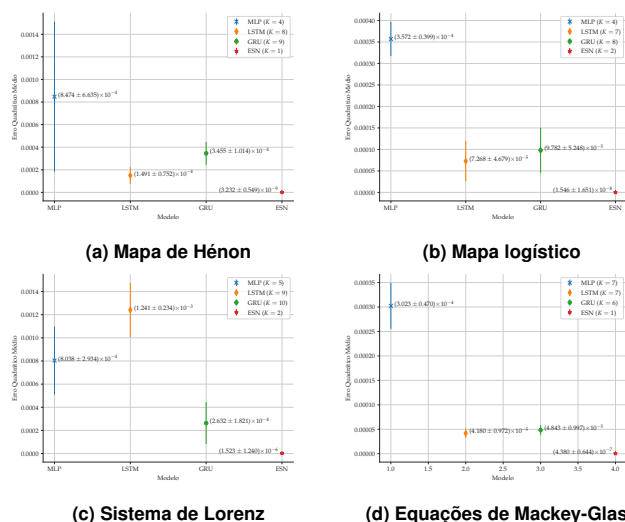 0.0014
0.0012
0.0010
0.0008
0.0006
0.0004
0.0002
0.0000
Erro Quadrático Médio
(8.474 ± 6.635)×10⁻⁴
(1.491 ± 0.752)×10⁻⁴
(3.455 ± 1.014)×10⁻⁴
MLP (K = 4)
LSTM (K = 8)
GRU (K = 9)
ESN (K = 1)
MLP LSTM GRU ESN
Modelo
(a) Mapa de Hénon
0.00040
0.00035
0.00030
0.00025
0.00020
0.00015
0.00010
0.00005
0.00000
Erro Quadrático Médio
(3.572 ± 0.399)×10⁻⁴
(7.268 ± 4.679)×10⁻⁵
(9.782 ± 5.248)×10⁻⁵
MLP (K = 4)
LSTM (K = 7)
GRU (K = 8)
ESN (K = 2)
MLP LSTM GRU ESN
Modelo
(b) Mapa logístico
0.0014
0.0012
0.0010
0.0008
0.0006
0.0004
0.0002
0.0000
Erro Quadrático Médio
(8.038 ± 2.934)×10⁻⁴
(1.241 ± 0.234)×10⁻³
(2.632 ± 1.821)×10⁻⁴
(1.523 ± 1.240)×10⁻⁶
MLP (K = 5)
LSTM (K = 9)
GRU (K = 10)
ESN (K = 2)
MLP LSTM GRU ESN
Modelo
(c) Sistema de Lorenz
0.00035
0.00030
0.00025
0.00020
0.00015
0.00010
0.00005
0.00000
Erro Quadrático Médio
(3.023 ± 0.470)×10⁻⁴
(4.180 ± 0.972)×10⁻⁵
(4.843 ± 0.997)×10⁻⁵
(4.380 ± 0.644)×10⁻⁷
MLP (K = 7)
LSTM (K = 7)
GRU (K = 6)
ESN (K = 1)
1.0 1.5 2.0 2.5 3.0 3.5 4.0
Modelo
(d) Equações de Mackey-Glas